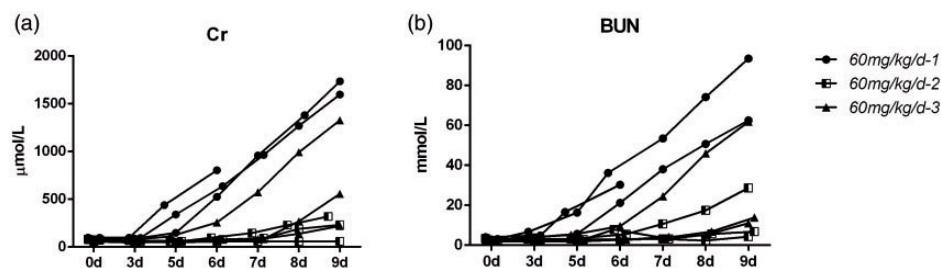 (a)
Cr
2000
1500
1000
500
0
μmol/L
0d 3d 5d 6d 7d 8d 9d
(b)
BUN
100
80
60
40
20
0
mmol/L
0d 3d 5d 6d 7d 8d 9d
60mg/kg/d-1
60mg/kg/d-2
60mg/kg/d-3